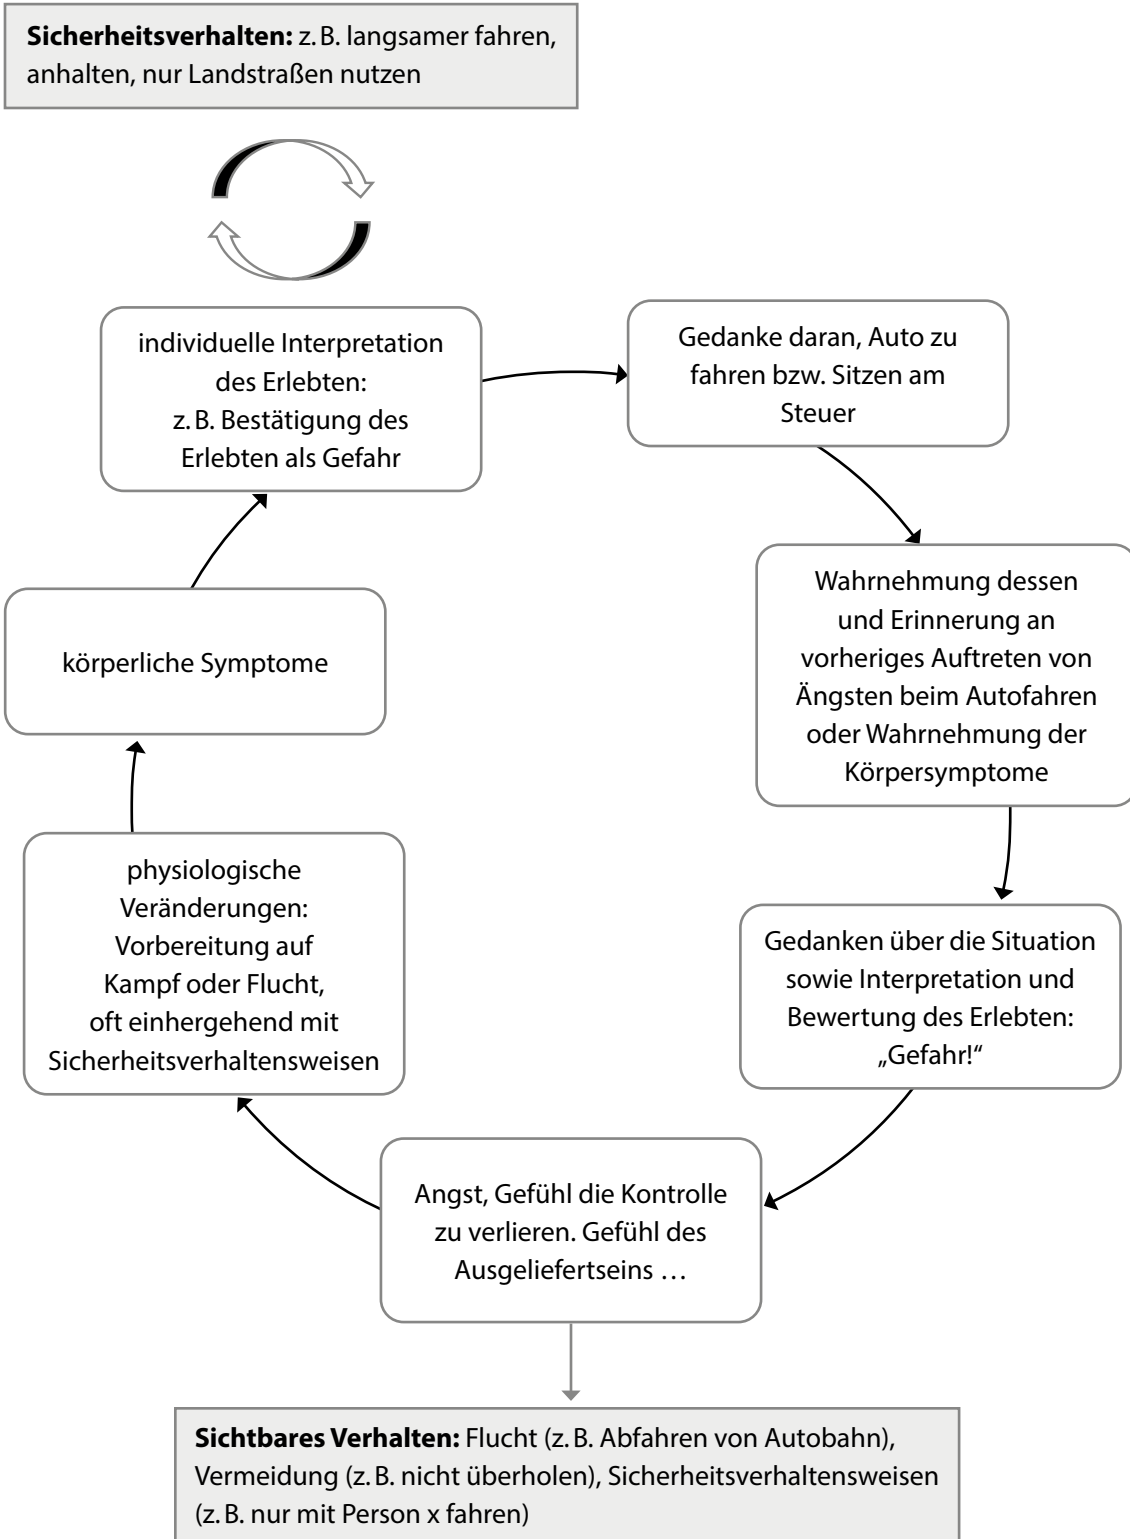 Sicherheitsverhalten: z. B. langsamer fahren,
anhalten, nur Landstraßen nutzen
individuelle Interpretation
des Erlebten:
z. B. Bestätigung des
Erlebten als Gefahr
Gedanke daran, Auto zu
fahren bzw. Sitzen am
Steuer
Wahrnehmung dessen
und Erinnerung an
vorheriges Auftreten von
Ängsten beim Autofahren
oder Wahrnehmung der
Körpersymptome
Gedanken über die Situation
sowie Interpretation und
Bewertung des Erlebten:
„Gefahr!“
Angst, Gefühl die Kontrolle
zu verlieren. Gefühl des
Ausgeliefertseins …
physiologische
Veränderungen:
Vorbereitung auf
Kampf oder Flucht,
oft einhergehend mit
Sicherheitsverhaltensweisen
körperliche Symptome
Sichtbares Verhalten: Flucht (z. B. Abfahren von Autobahn),
Vermeidung (z. B. nicht überholen), Sicherheitsverhaltensweisen
(z. B. nur mit Person x fahren)